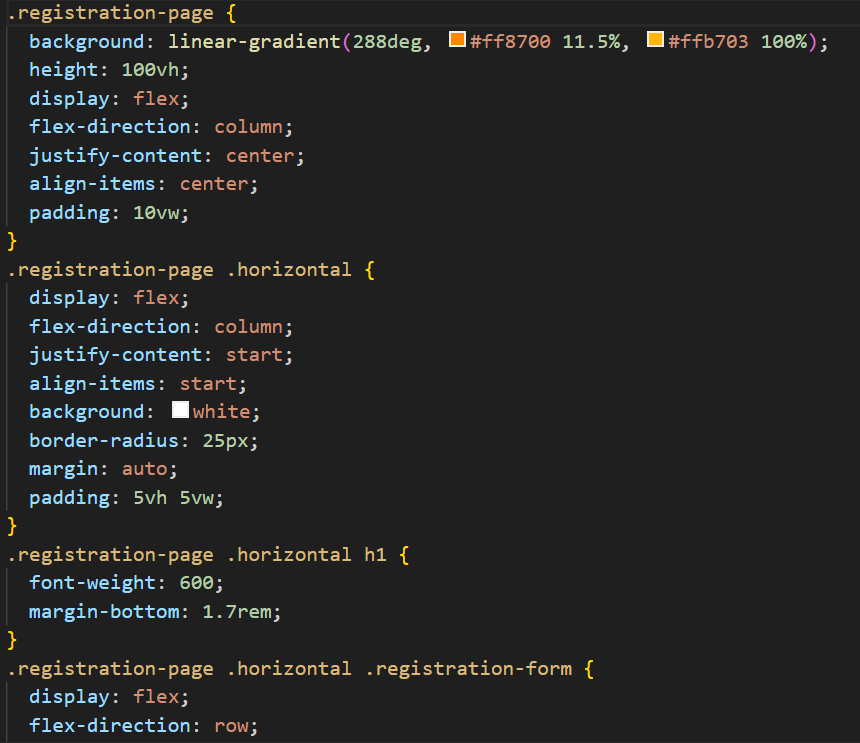 .registration-page {
background: linear-gradient(288deg, #ff8700 11.5%, #ffb703 100%);
height: 100vh;
display: flex;
flex-direction: column;
justify-content: center;
align-items: center;
padding: 10vw;
}
.registration-page .horizontal {
display: flex;
flex-direction: column;
justify-content: start;
align-items: start;
background: white;
border-radius: 25px;
margin: auto;
padding: 5vh 5vw;
}
.registration-page .horizontal h1 {
font-weight: 600;
margin-bottom: 1.7rem;
}
.registration-page .horizontal .registration-form {
display: flex;
flex-direction: row;